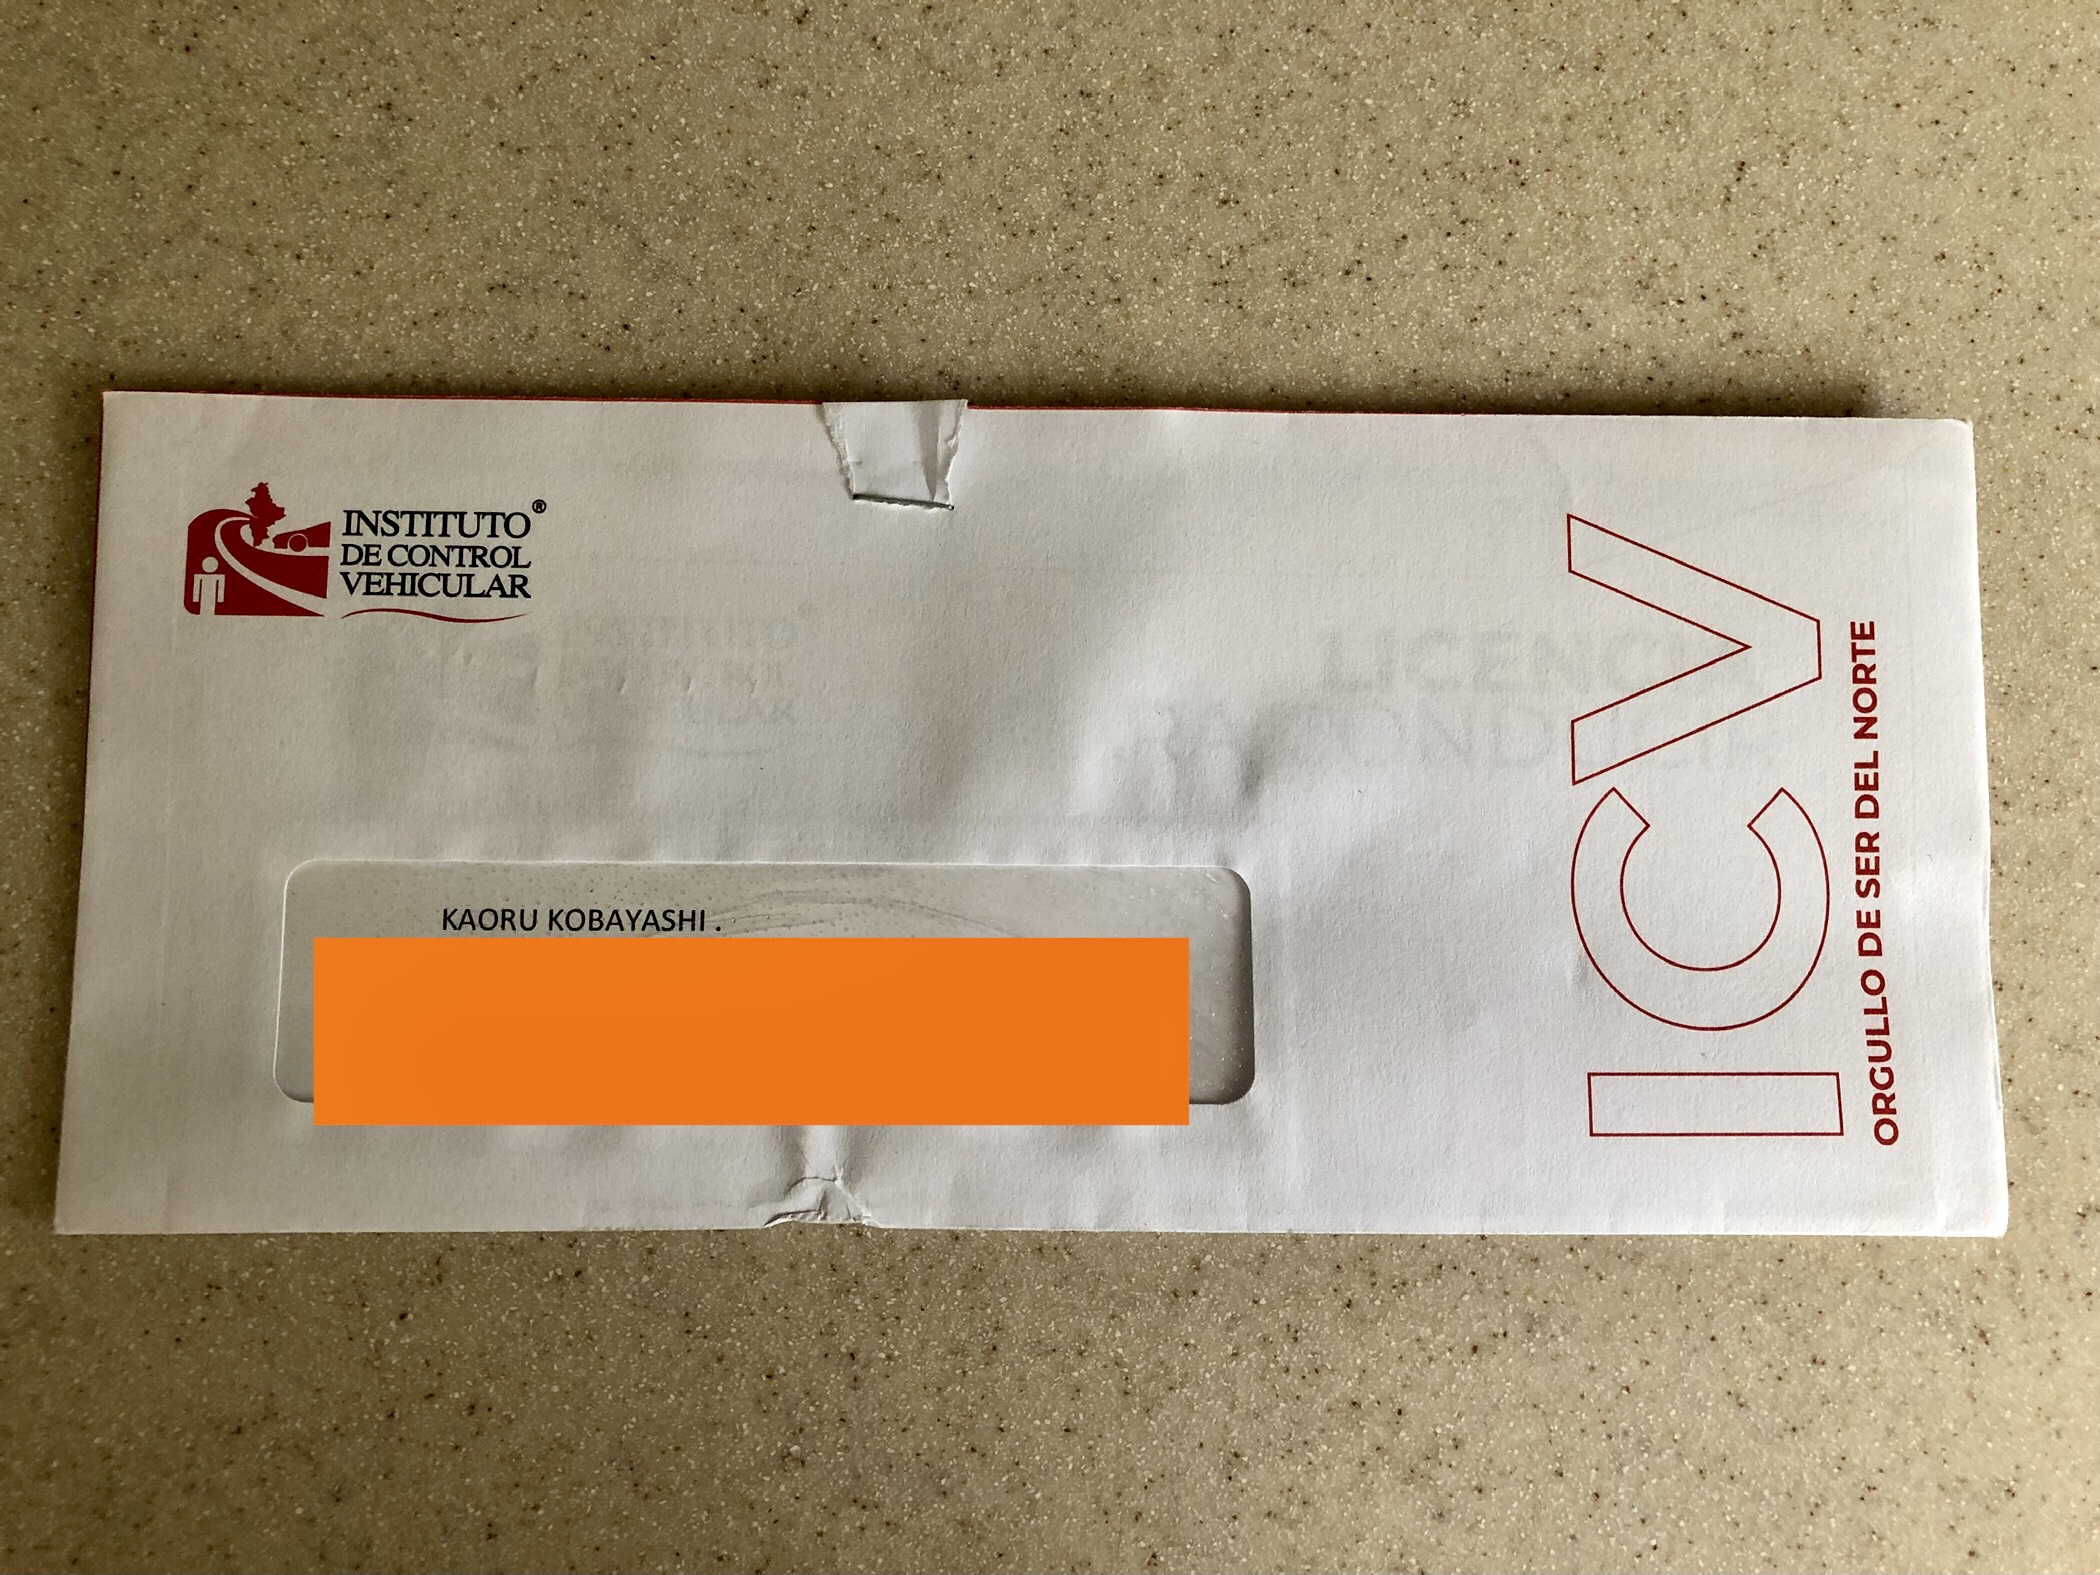 INSTITUTO®
DE CONTROL
VEHICULAR
KAORU KOBAYASHI .
ICV
ORGULLO DE SER DEL NORTE